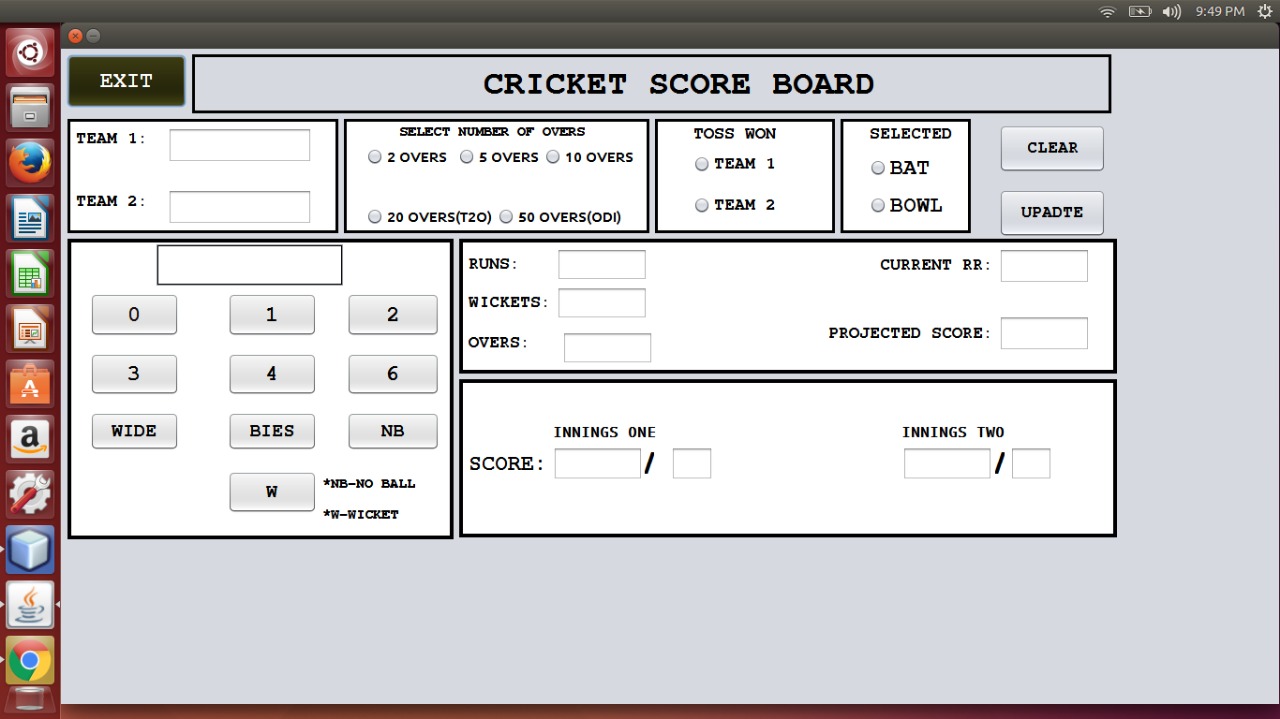 9:49 PM
EXIT
CRICKET SCORE BOARD
TEAM 1:
TEAM 2:
SELECT NUMBER OF OVERS
2 OVERS 5 OVERS 10 OVERS
20 OVERS(T2O) 50 OVERS(ODI)
TOSS WON
TEAM 1
TEAM 2
SELECTED
BAT
BOWL
CLEAR
UPADTE
0 1 2
3 4 6
WIDE BIES NB
W
*NB-NO BALL
*W-WICKET
RUNS:
WICKETS:
OVERS:
CURRENT RR:
PROJECTED SCORE:
INNINGS ONE INNINGS TWO
SCORE: / /